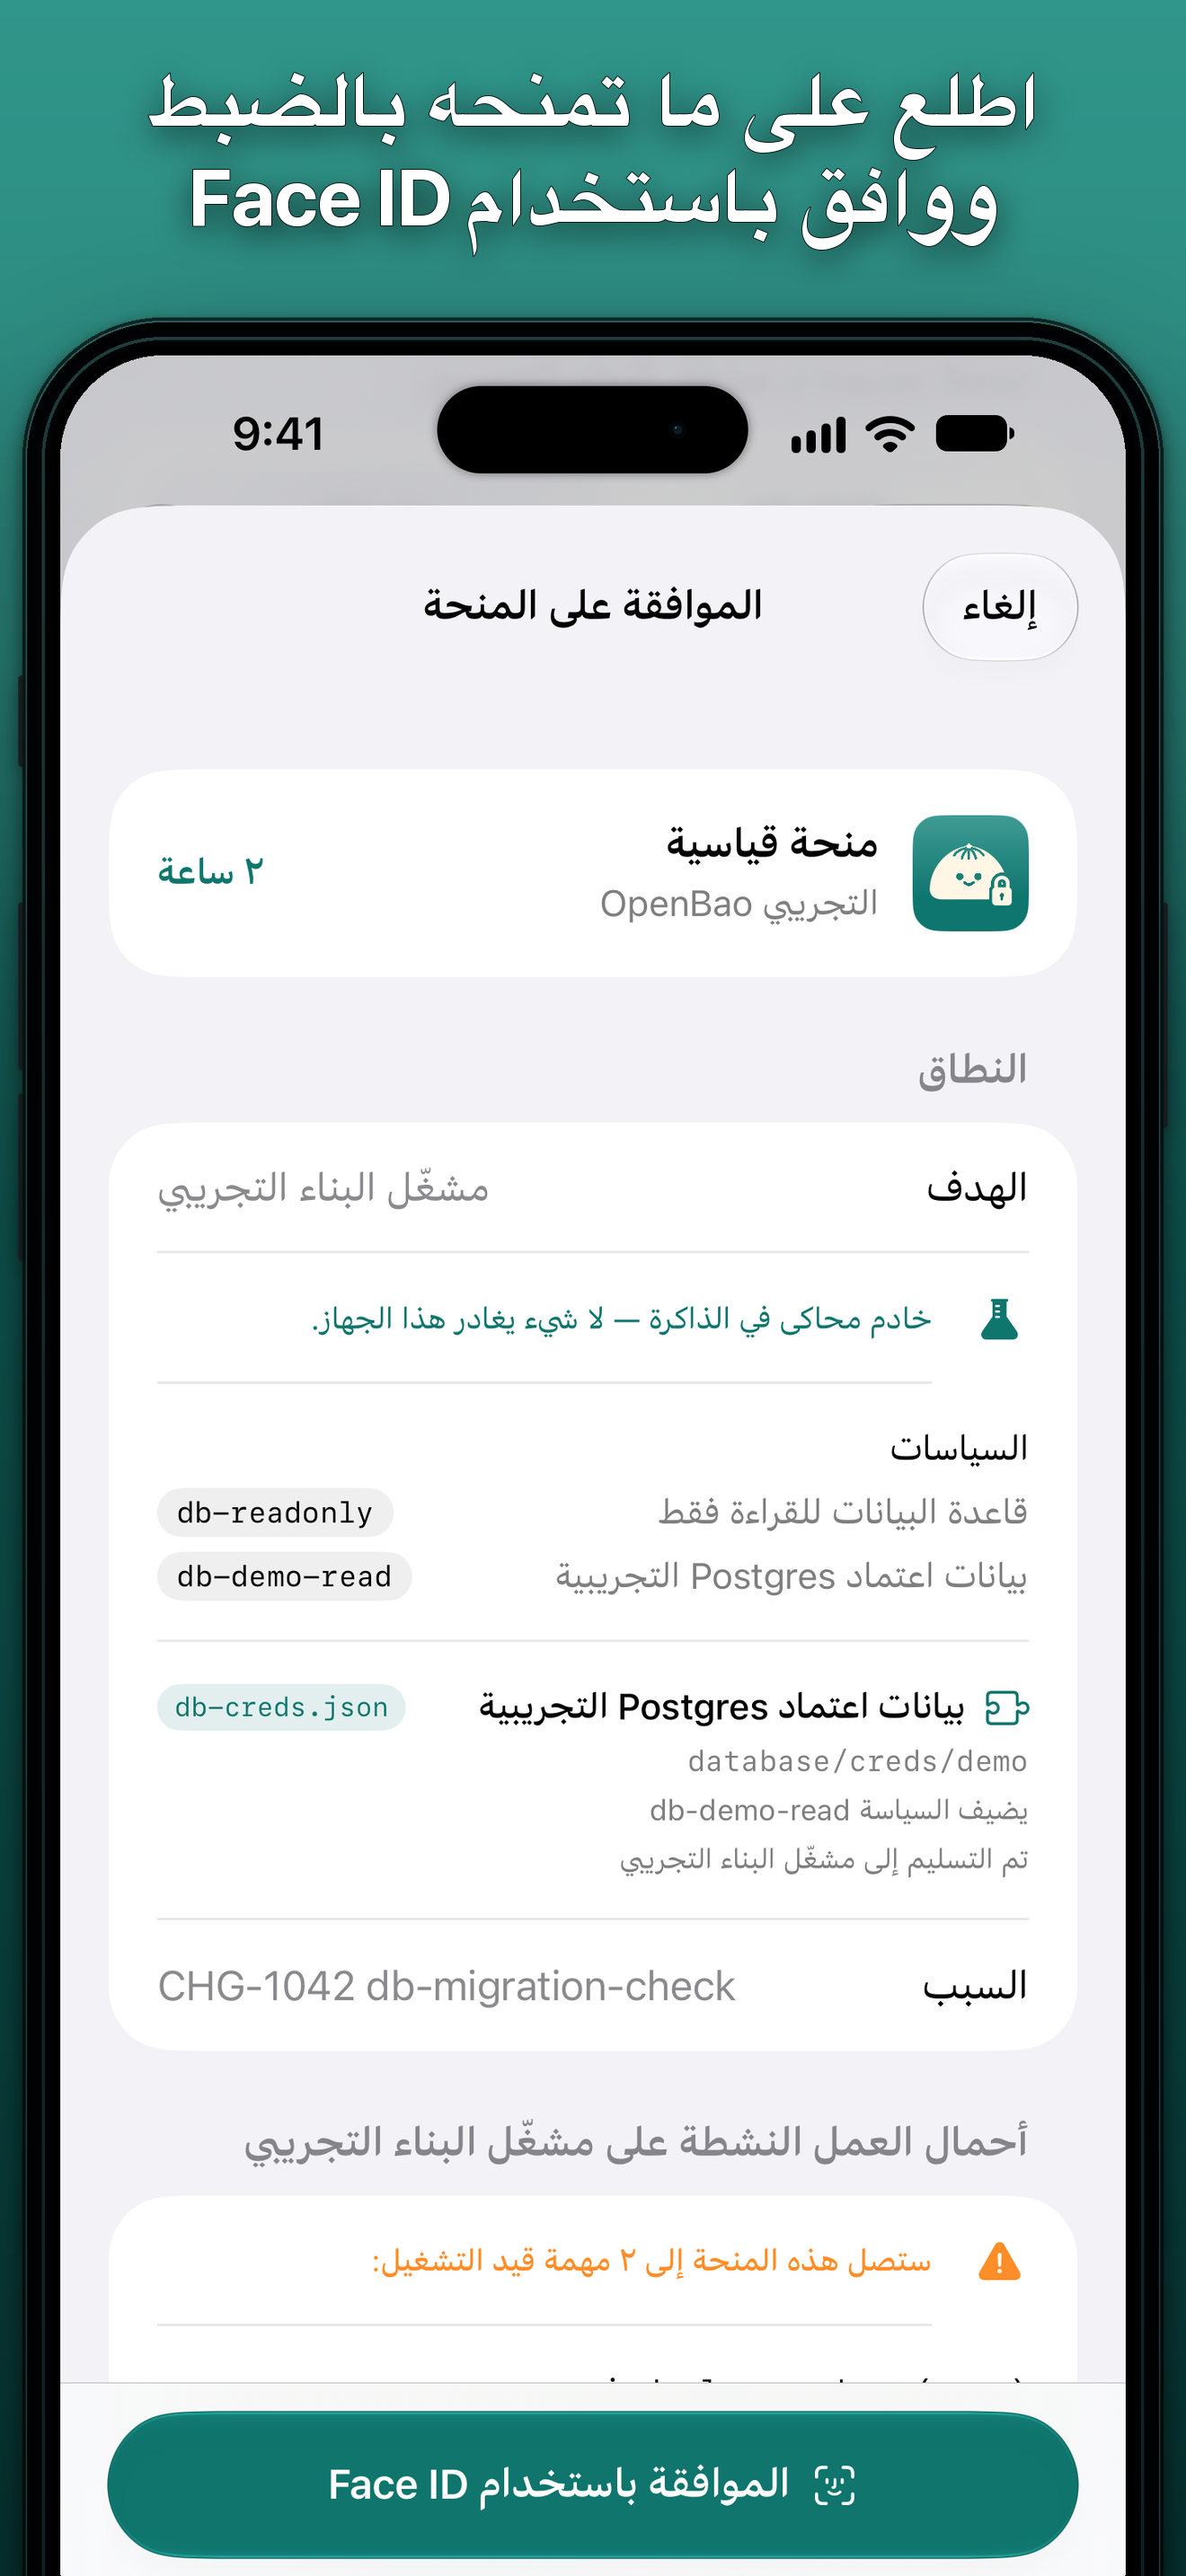 اطلع على ما تمنحه بالضبط
ووافق باستخدام Face ID
9:41
إلغاء
الموافقة على المنحة
منحة قياسية
٢ ساعة
التجريبي OpenBao
النطاق
الهدف
مشغّل البناء التجريبي
خادم محاكى في الذاكرة — لا شيء يغادر هذا الجهاز.
السياسات
قاعدة البيانات للقراءة فقط
db-readonly
بيانات اعتماد Postgres التجريبية
db-demo-read
بيانات اعتماد Postgres التجريبية
db-creds.json
database/creds/demo
يضيف السياسة db-demo-read
تم التسليم إلى مشغّل البناء التجريبي
السبب
CHG-1042 db-migration-check
أحمال العمل النشطة على مشغّل البناء التجريبي
ستصل هذه المنحة إلى ٢ مهمة قيد التشغيل:
الموافقة باستخدام Face ID